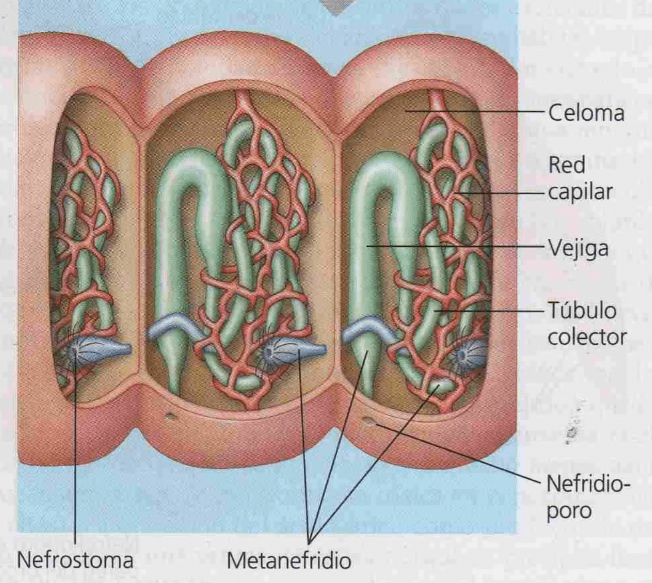 Celoma
Red
capilar
Vejiga
Túbulo
colector
Nefridio-
poro
Nefrostoma
Metanefridio